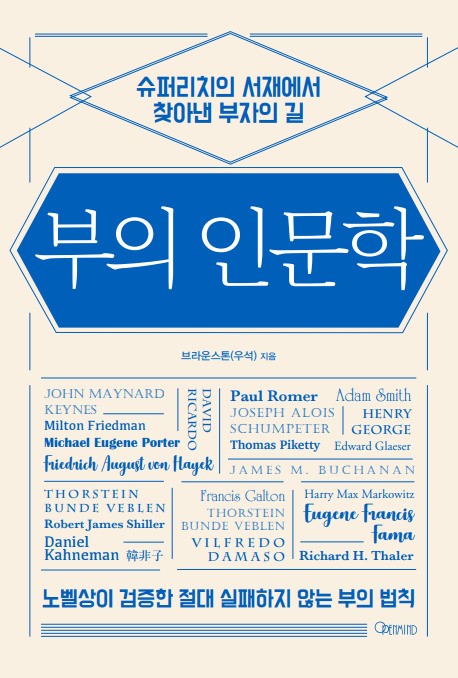 슈퍼리치의 서재에서
찾아낸 부자의 길
부의 인문학
브라운스톤(우석) 지음
JOHN MAYNARD
KEYNES
Milton Friedman
Michael Eugene Porter
Friedrich August von Hayek
DAVID
RICARDO
Paul Romer
Adam Smith
JOSEPH ALOIS
SCHUMPETER
HENRY
GEORGE
Thomas Piketty
Edward Glaeser
JAMES M. BUCHANAN
THORSTEIN
BUNDE VEBLEN
Robert James Shiller
Daniel
Kahneman
韓非子
Francis Galton
THORSTEIN
BUNDE VEBLEN
VILFREDO
DAMASO
Harry Max Markowitz
Eugene Francis
Fama
Richard H. Thaler
노벨상이 검증한 절대 실패하지 않는 부의 법칙
OPENMIND